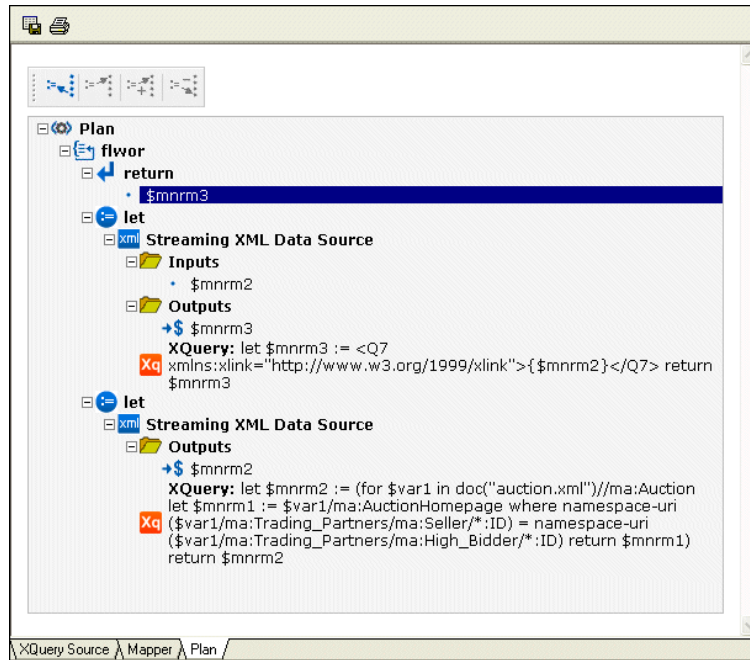 Plan
flwor
return
$mnrm3
let
xml Streaming XML Data Source
Inputs
$mnrm2
Outputs
$ $mnrm3
XQuery: let $mnrm3 := <Q7
Xq xmlns:xlink="http://www.w3.org/1999/xlink">{$mnrm2}</Q7> return
$mnrm3
:= let
xml Streaming XML Data Source
Outputs
$ $mnrm2
XQuery: let $mnrm2 := (for $var1 in doc("auction.xml")//ma:Auction
let $mnrm1 := $var1/ma:AuctionHomepage where namespace-uri
Xq ($var1/ma:Trading_Partners/ma:Seller/*:ID) = namespace-uri
($var1/ma:Trading_Partners/ma:High_Bidder/*:ID) return $mnrm1)
return $mnrm2
XQuery Source Mapper Plan